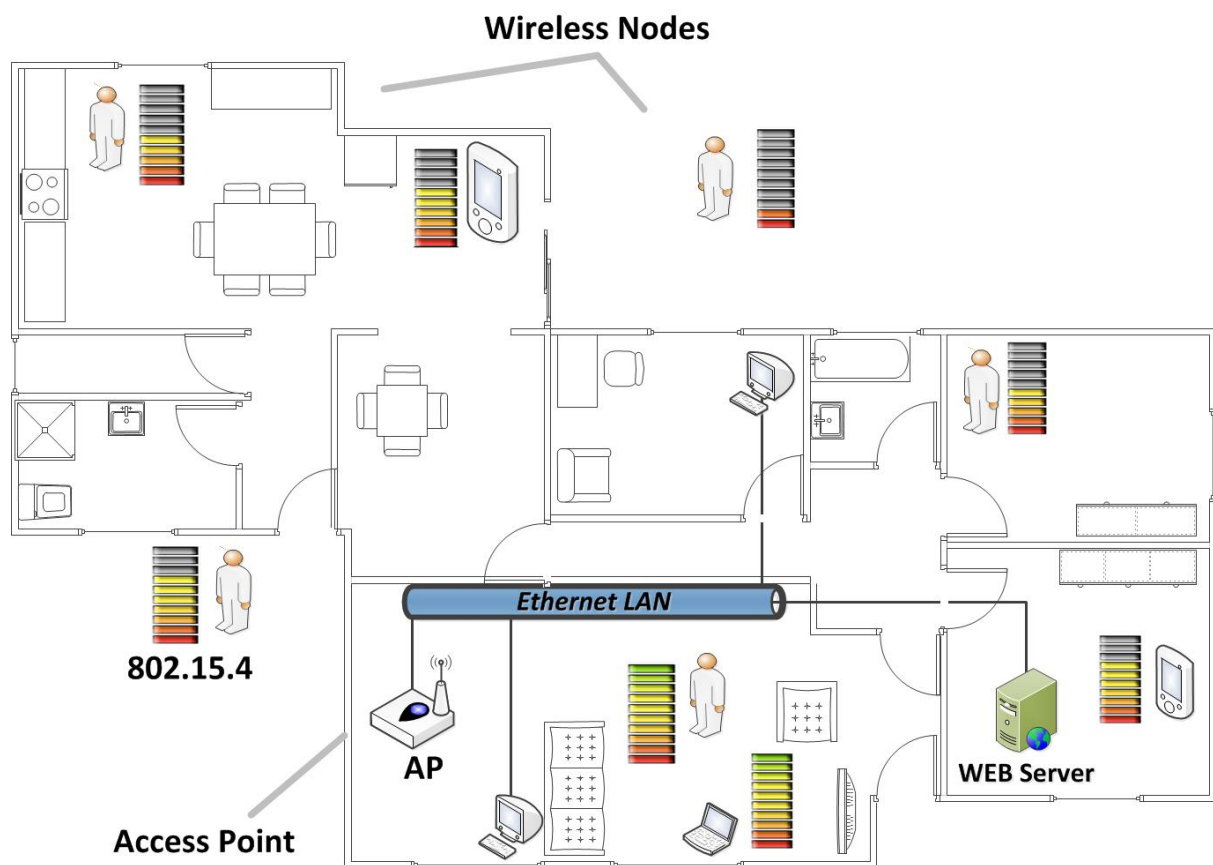 Wireless Nodes
Ethernet LAN
802.15.4
AP
WEB Server
Access Point